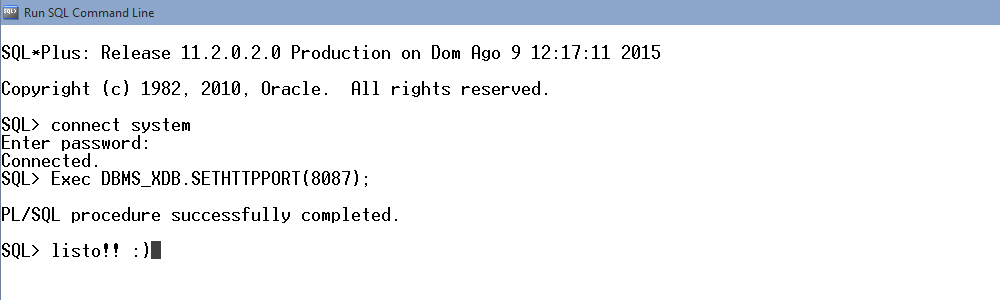 Run SQL Command Line
SQL*Plus: Release 11.2.0.2.0 Production on Dom Ago 9 12:17:11 2015
Copyright (c) 1982, 2010, Oracle.  All rights reserved.
SQL> connect system
Enter password:
Connected.
SQL> Exec DBMS_XDB.SETHTTPPORT(8087);
PL/SQL procedure successfully completed.
SQL> listo!! :)